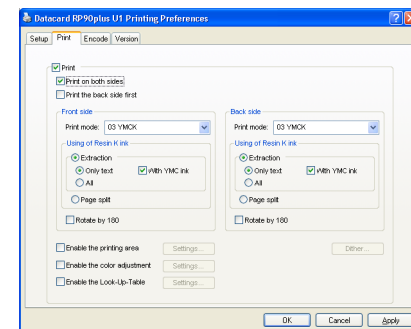 Datacard RP90plus U1 Printing Preferences
Setup Print Encode Version
Print
Print on both sides
Print the back side first
Front side
Print mode: 03 YMCK
Using of Resin K ink
Extraction
Only text With YMC ink
All
Page split
Rotate by 180
Back side
Print mode: 03 YMCK
Using of Resin K ink
Extraction
Only text With YMC ink
All
Page split
Rotate by 180
Enable the printing area Settings...
Enable the color adjustment Settings...
Enable the Look-Up-Table Settings...
Dither...
OK Cancel Apply